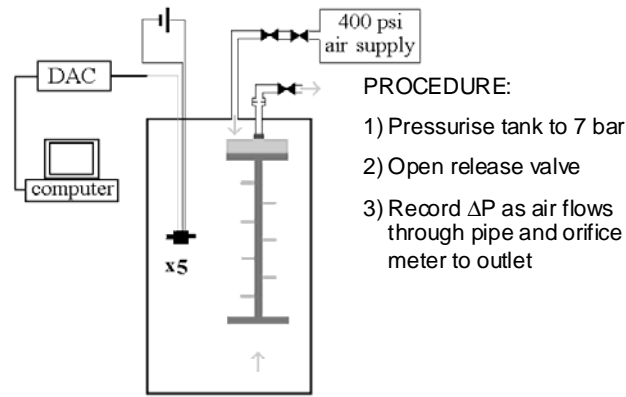 400 psi
air supply
DAC
computer
x5
PROCEDURE:
1) Pressurise tank to 7 bar
2) Open release valve
3) Record ΔP as air flows
through pipe and orifice
meter to outlet